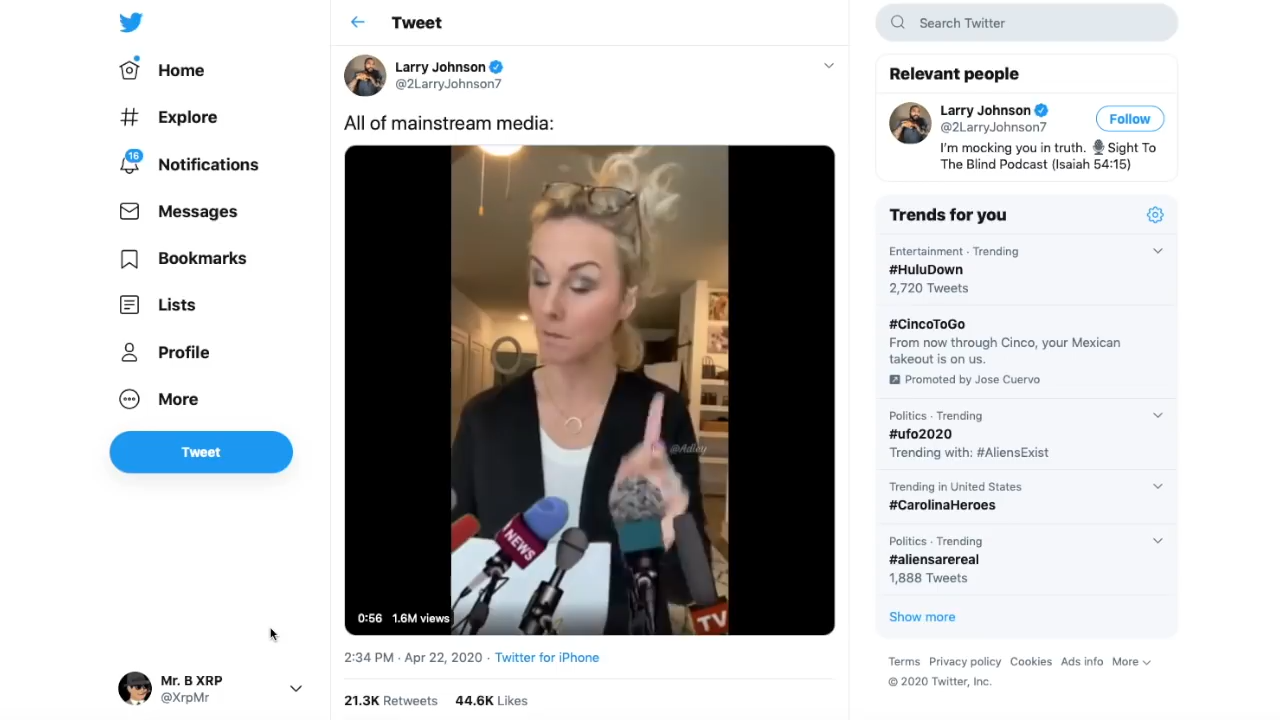 Home
Explore
16
Notifications
Messages
Bookmarks
Lists
Profile
More
Tweet
Mr. B XRP
@XrpMr
Tweet
Larry Johnson
@2LarryJohnson7
All of mainstream media:
@Adley
NEWS
TV
0:56 1.6M views
2:34 PM · Apr 22, 2020 · Twitter for iPhone
21.3K Retweets 44.6K Likes
Search Twitter
Relevant people
Larry Johnson
@2LarryJohnson7
Follow
I'm mocking you in truth. 🎙️Sight To
The Blind Podcast (Isaiah 54:15)
Trends for you
Entertainment · Trending
#HuluDown
2,720 Tweets
#CincoToGo
From now through Cinco, your Mexican
takeout is on us.
Promoted by Jose Cuervo
Politics · Trending
#ufo2020
Trending with: #AliensExist
Trending in United States
#CarolinaHeroes
Politics · Trending
#aliensarereal
1,888 Tweets
Show more
Terms Privacy policy Cookies Ads info More
© 2020 Twitter, Inc.